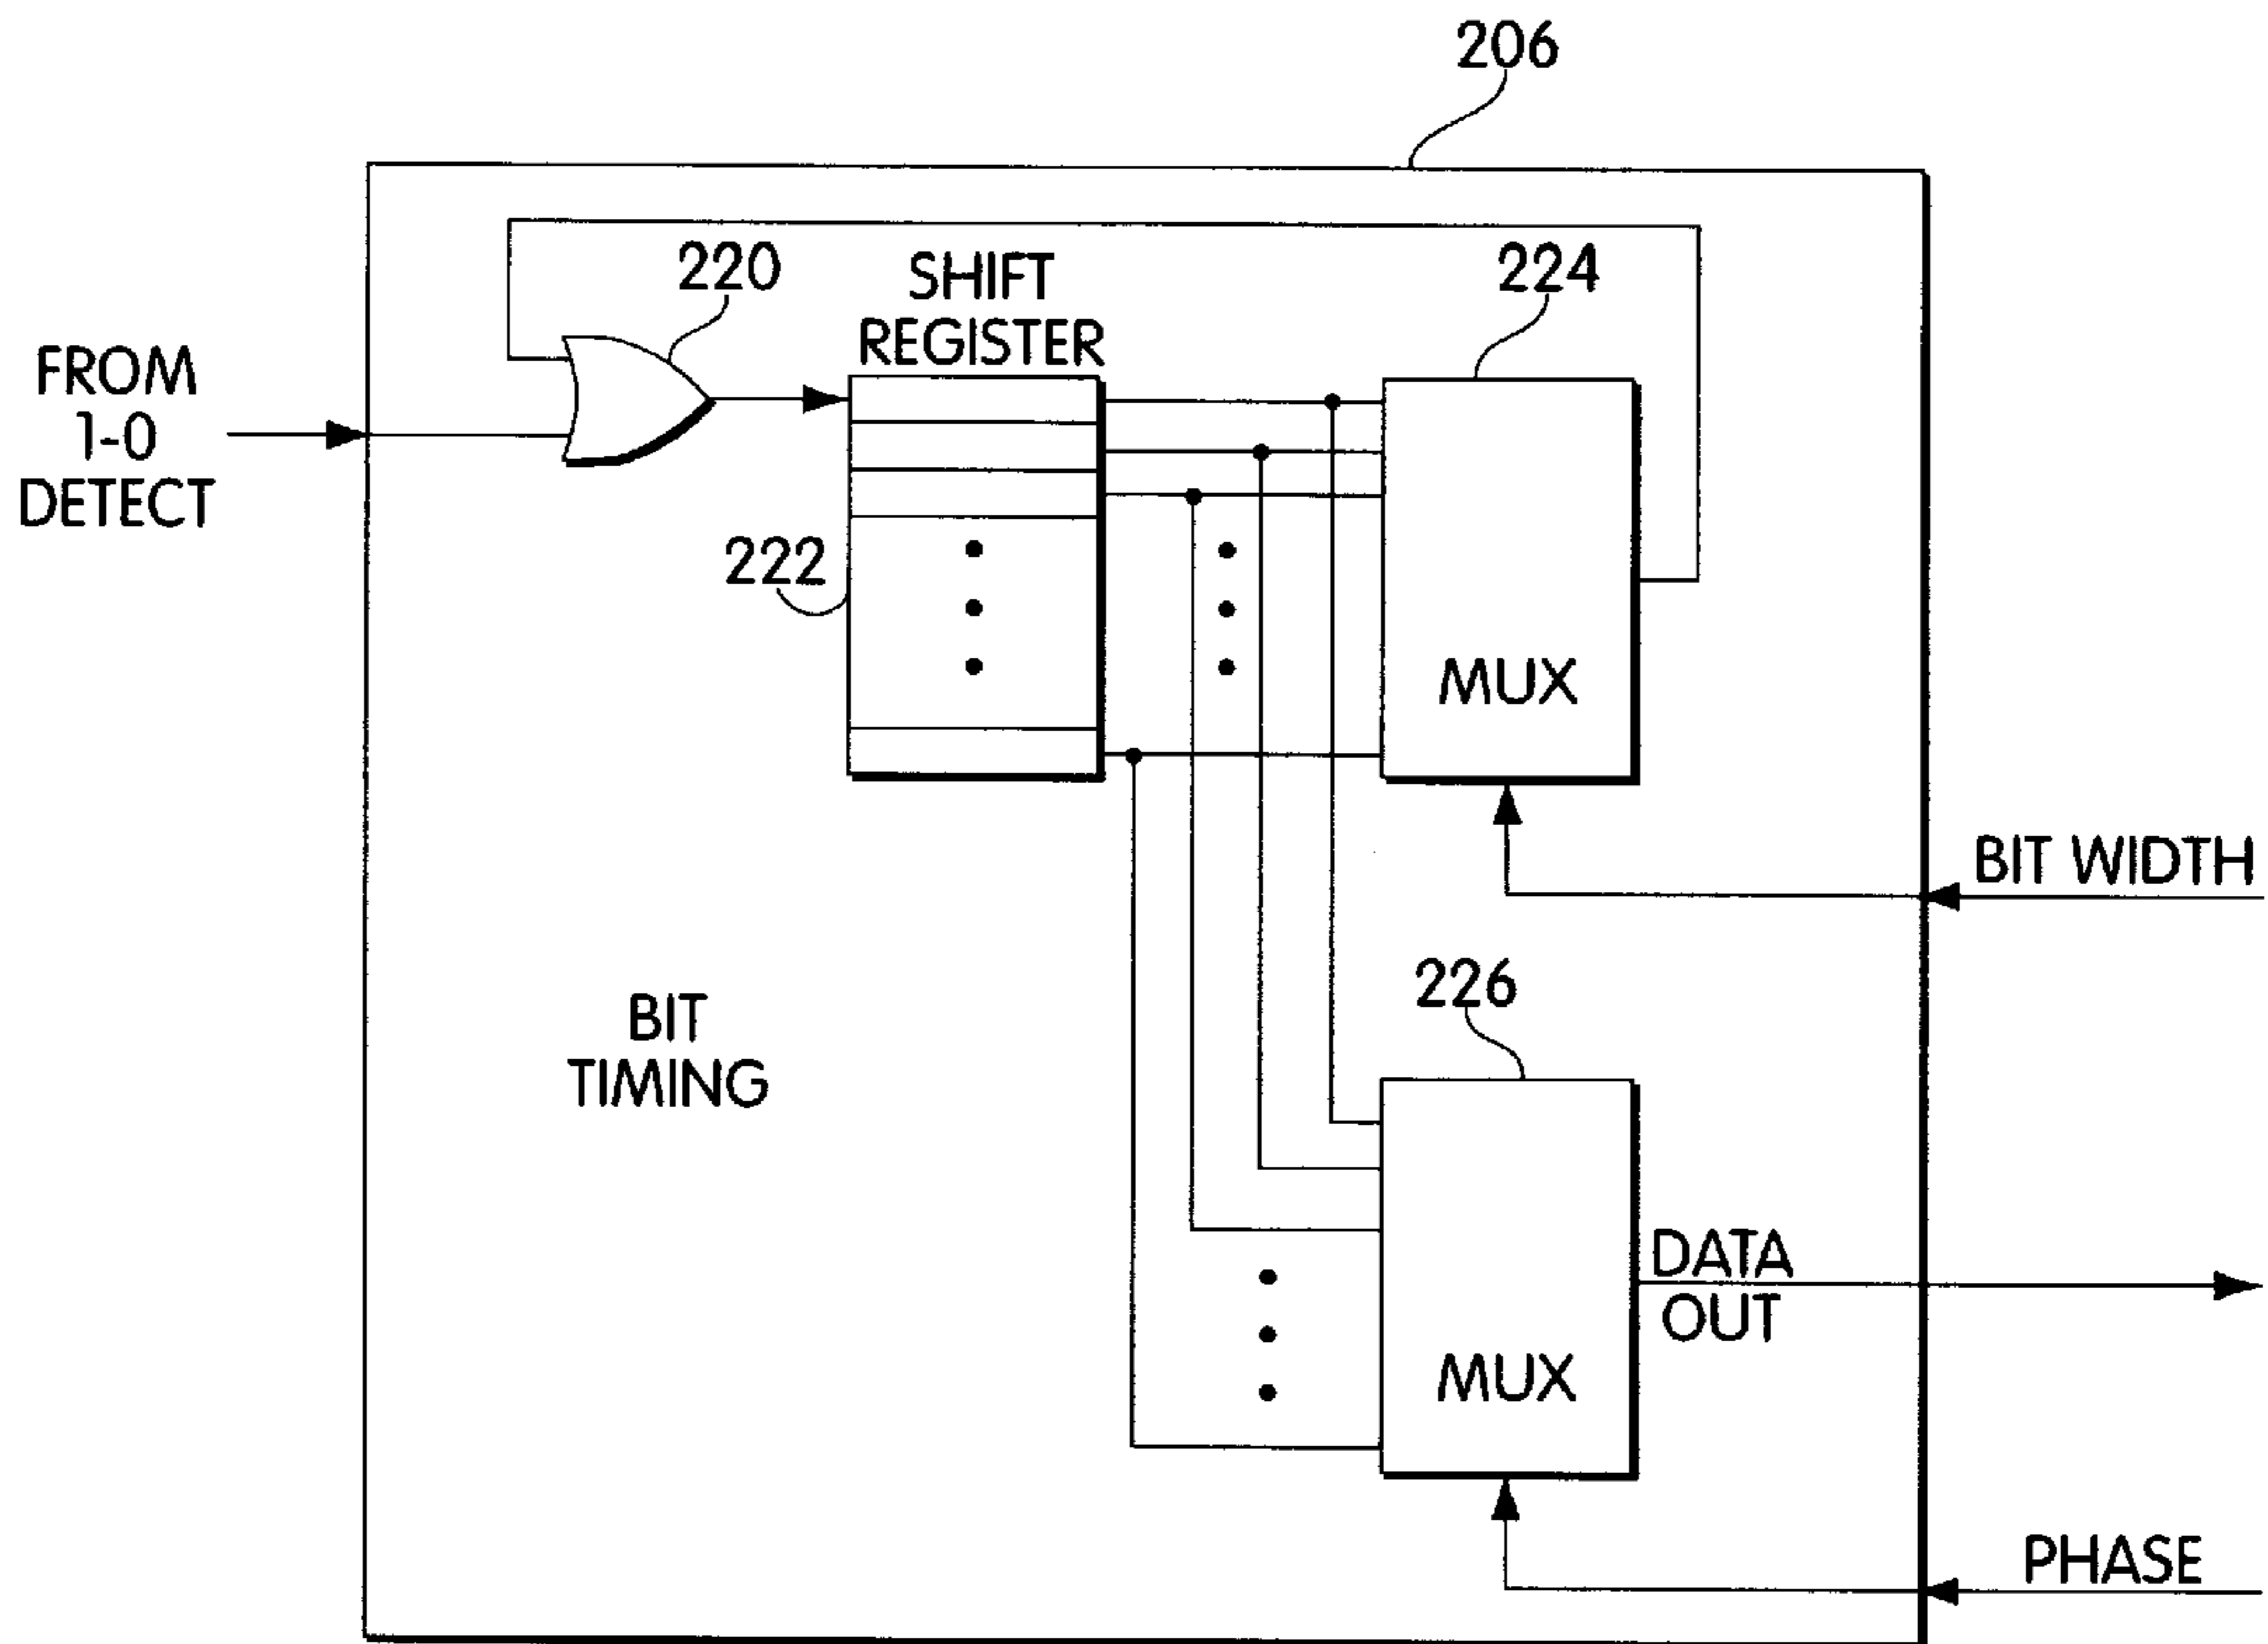 206
220
SHIFT
REGISTER
224
FROM
1-0
DETECT
222
MUX
BIT WIDTH
226
BIT
TIMING
DATA
OUT
MUX
PHASE